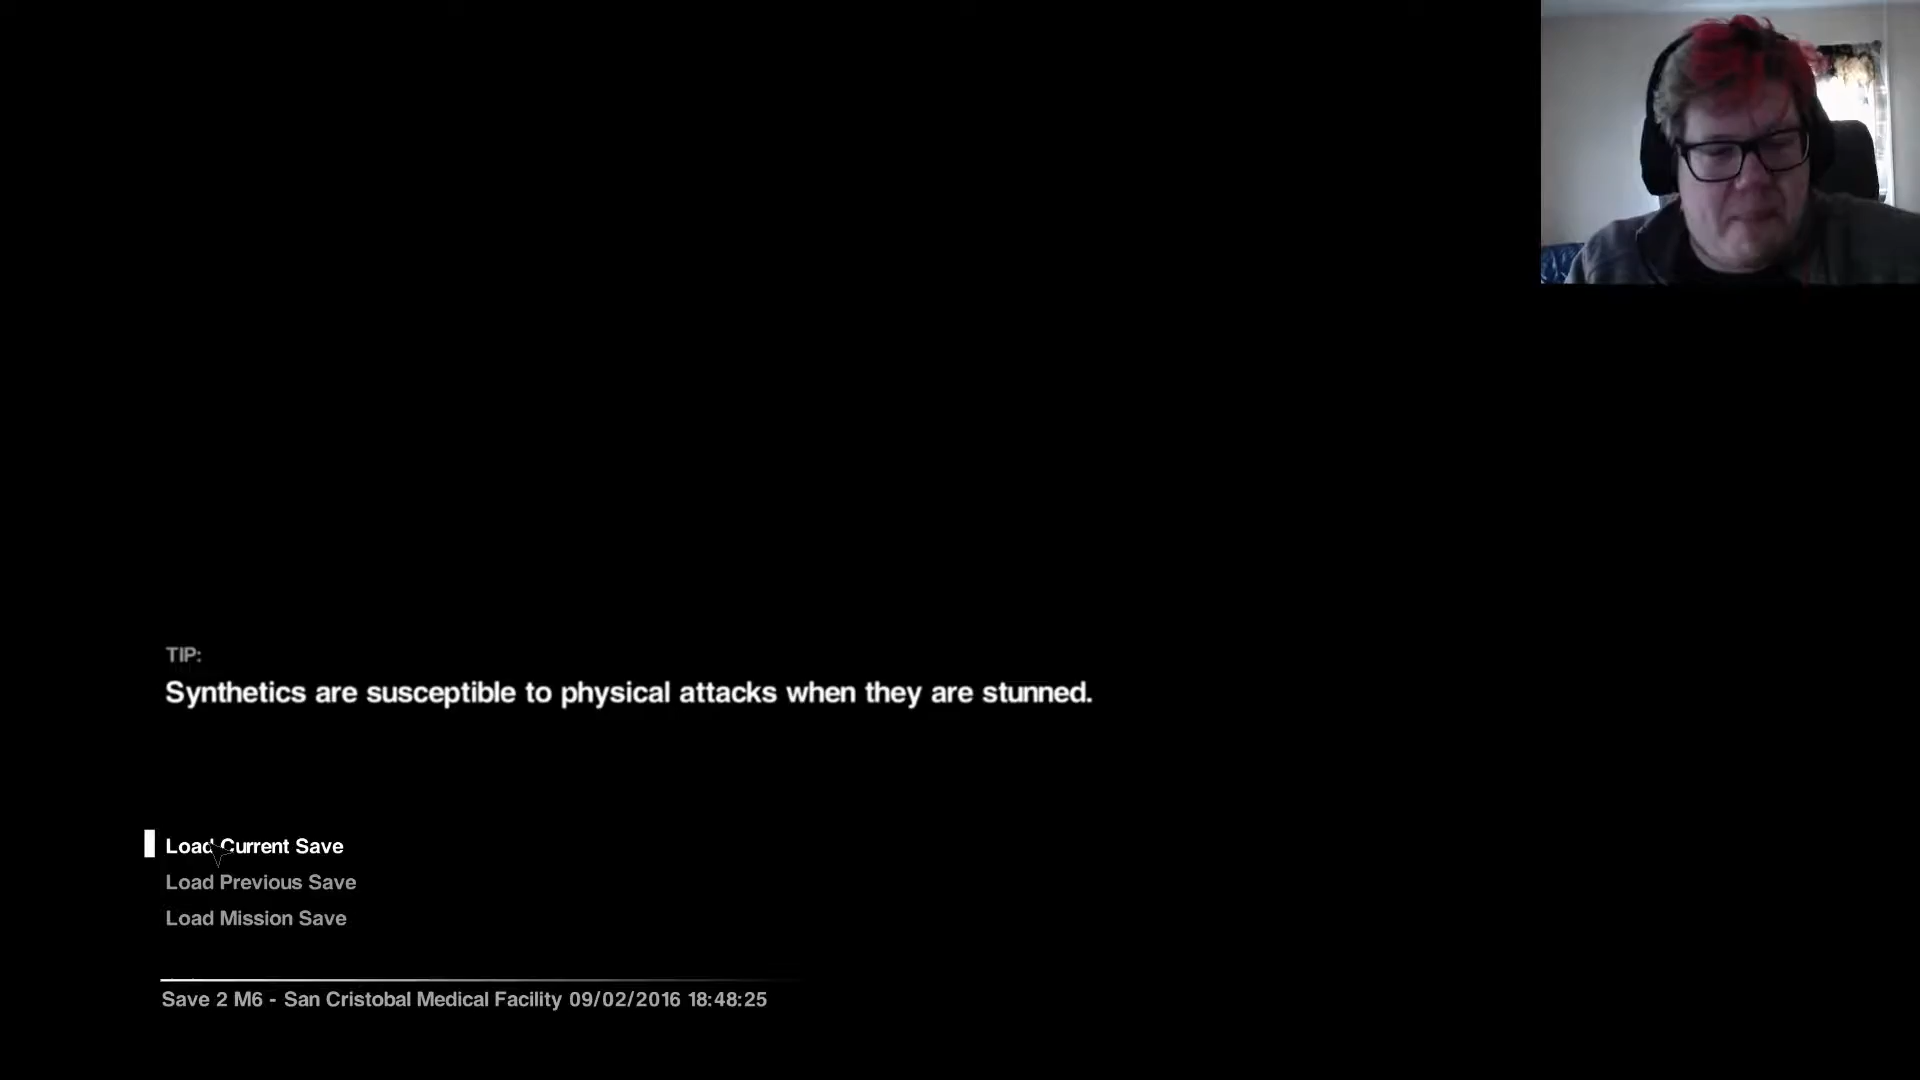 TIP:
Synthetics are susceptible to physical attacks when they are stunned.
Load Current Save
Load Previous Save
Load Mission Save
Save 2 M6 - San Cristobal Medical Facility 09/02/2016 18:48:25